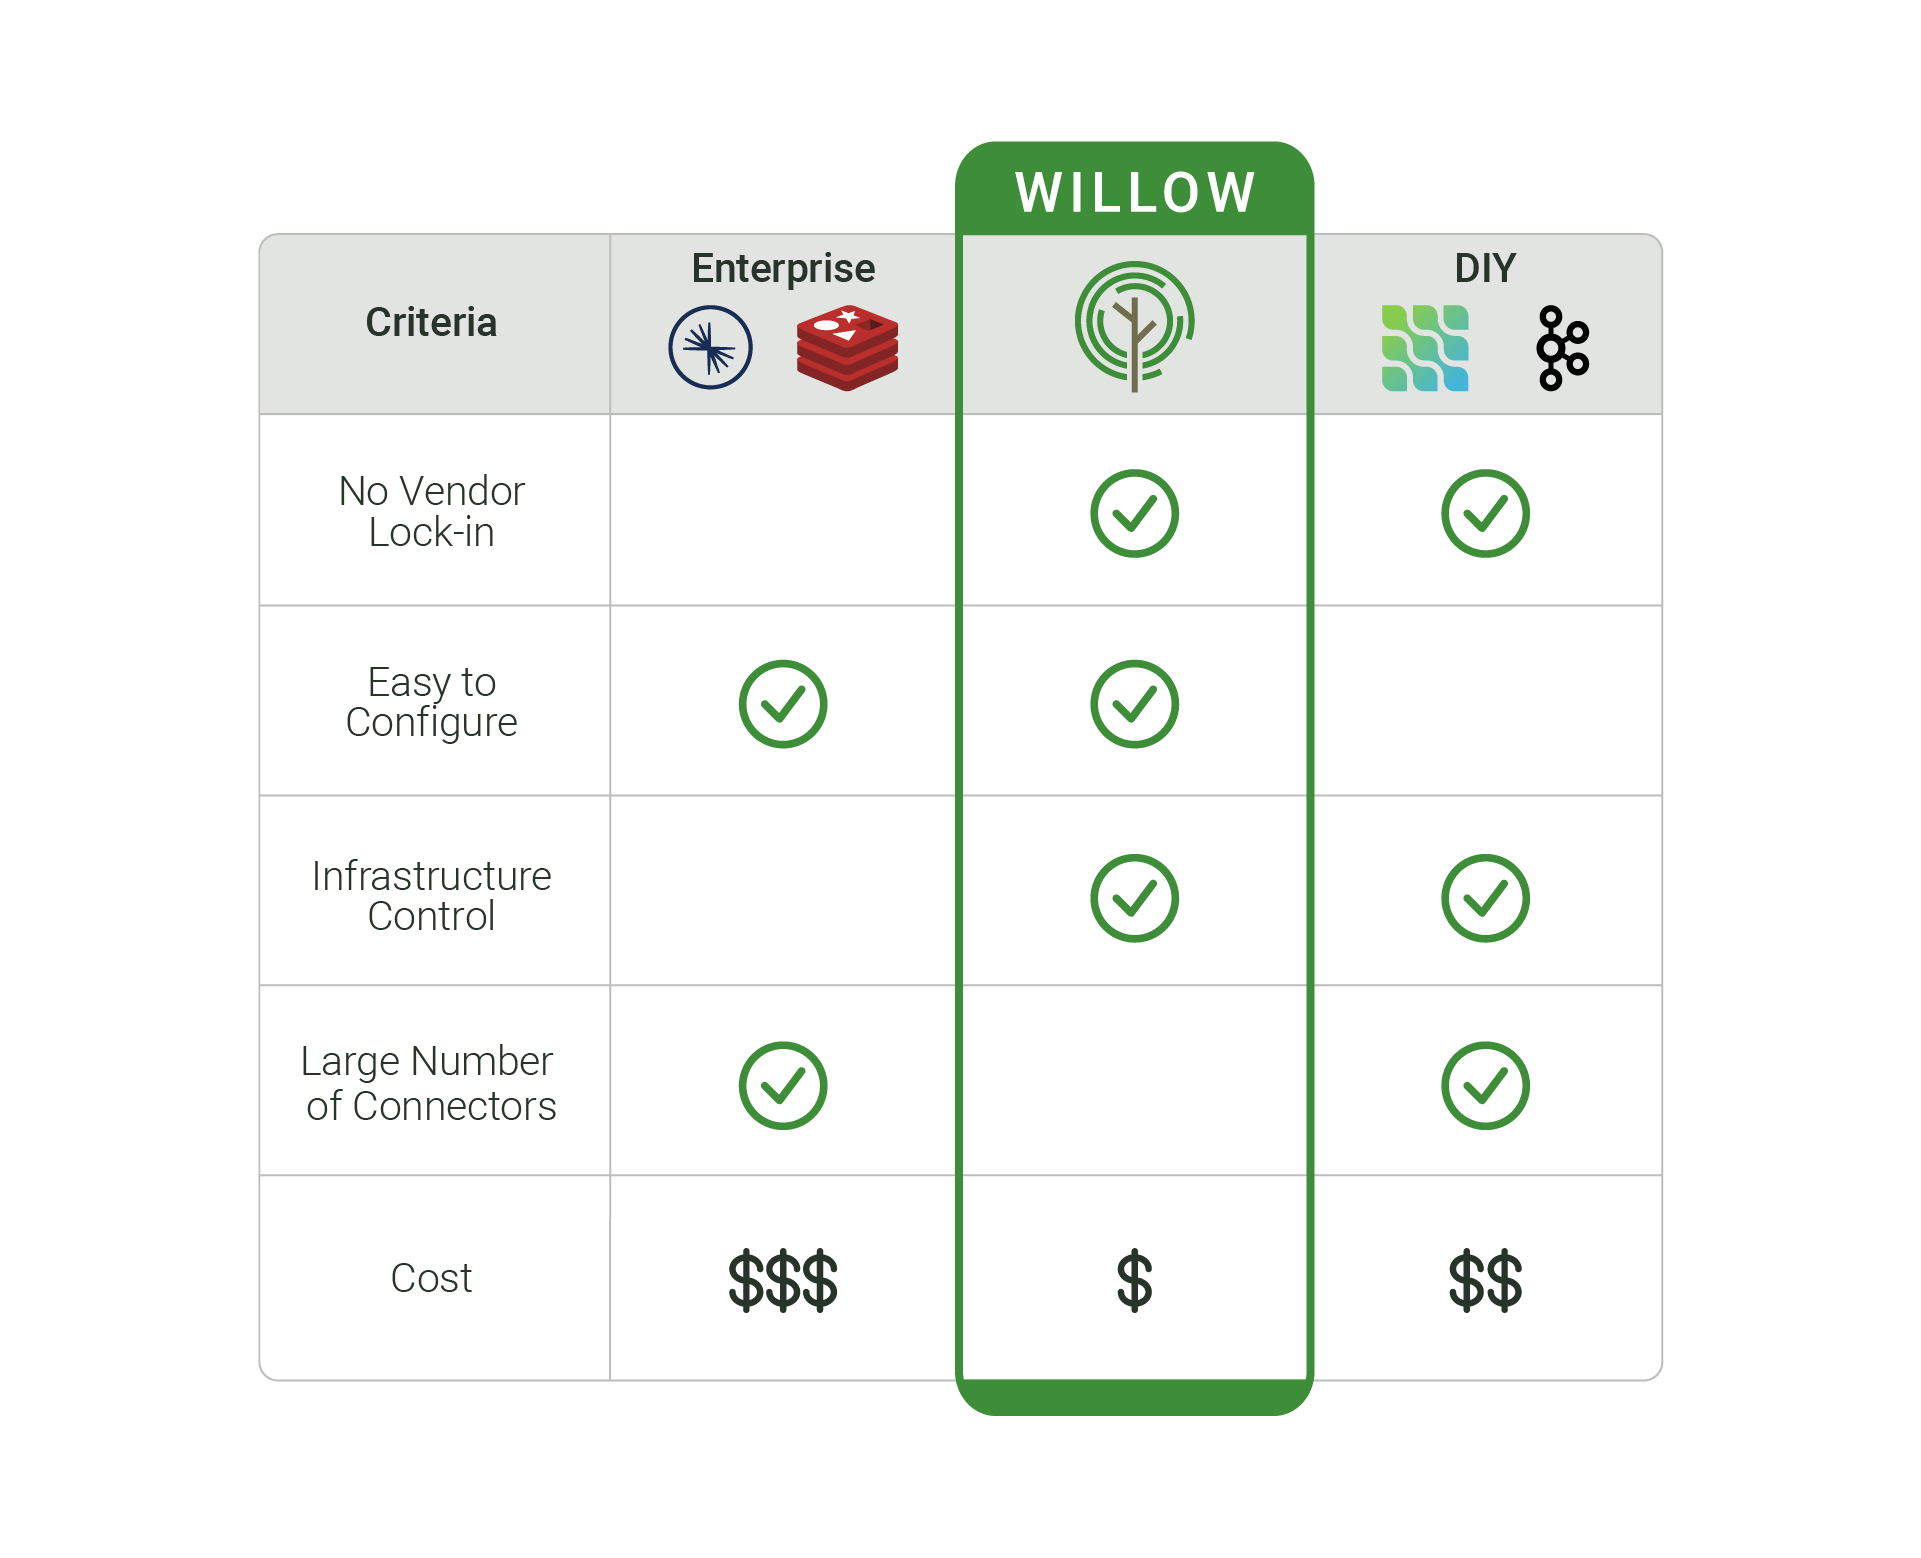 WILLOW
Criteria
Enterprise
DIY
No Vendor
Lock-in
Easy to
Configure
Infrastructure
Control
Large Number
of Connectors
Cost
$$$
$
$$